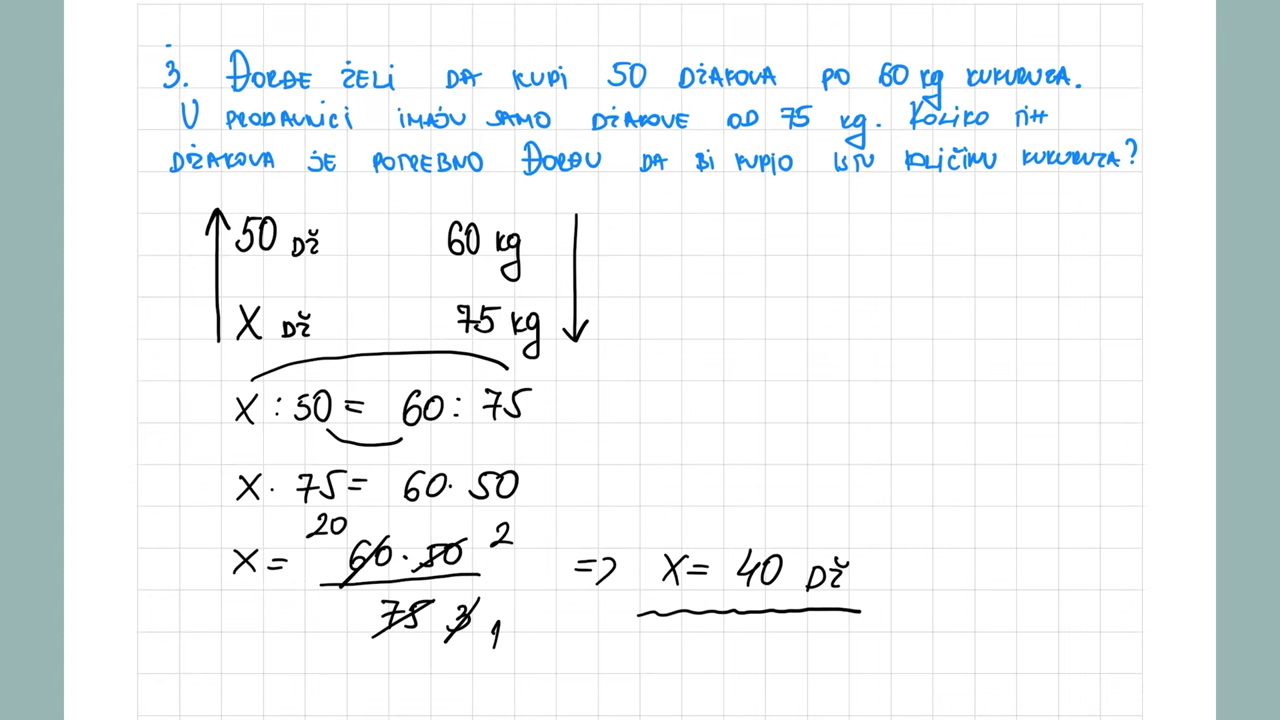 3. ĐORĐE ŽELI DA KUPI 50 DŽAKOVA PO 60 kg KUKURUZA.
U PRODAVNICI IMAJU SAMO DŽAKOVE OD 75 kg. KOLIKO TIH
DŽAKOVA JE POTREBNO ĐORĐU DA BI KUPIO ISTU KOLIČINU KUKURUZA?
50 DŽ 60 kg
X DŽ 75 kg
X : 50 = 60 : 75
X · 75 = 60 · 50
20 2
X = 60 · 50 => X = 40 DŽ
75 3 1